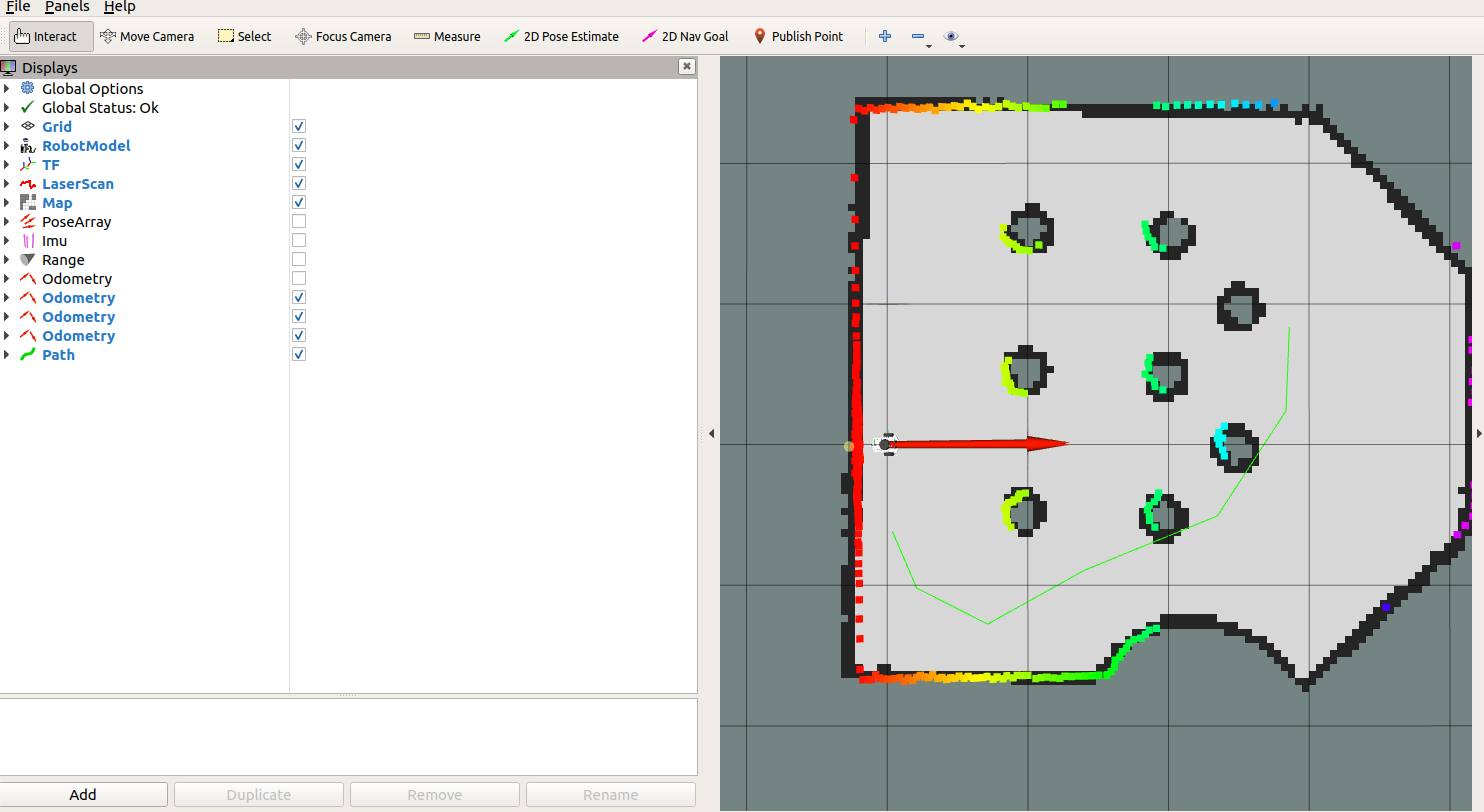 File Panels Help
Interact Move Camera Select Focus Camera Measure 2D Pose Estimate 2D Nav Goal Publish Point
Displays
Global Options
Global Status: Ok
Grid
RobotModel
TF
LaserScan
Map
PoseArray
Imu
Range
Odometry
Odometry
Odometry
Odometry
Path
Add Duplicate Remove Rename